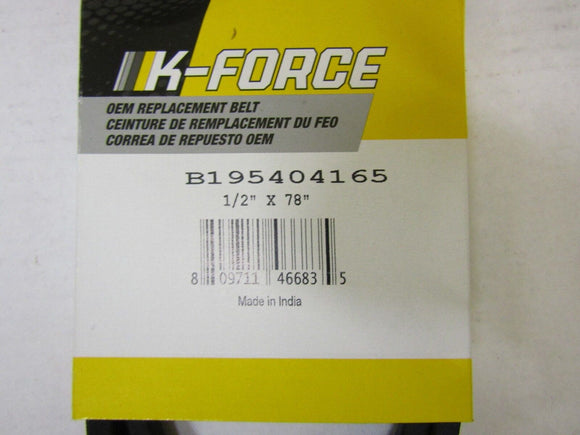 K-FORCE
OEM REPLACEMENT BELT
CEINTURE DE REMPLACEMENT DU FEO
CORREA DE REPUESTO OEM
B195404165
1/2" X 78"
8 09711 46683 5
Made in India